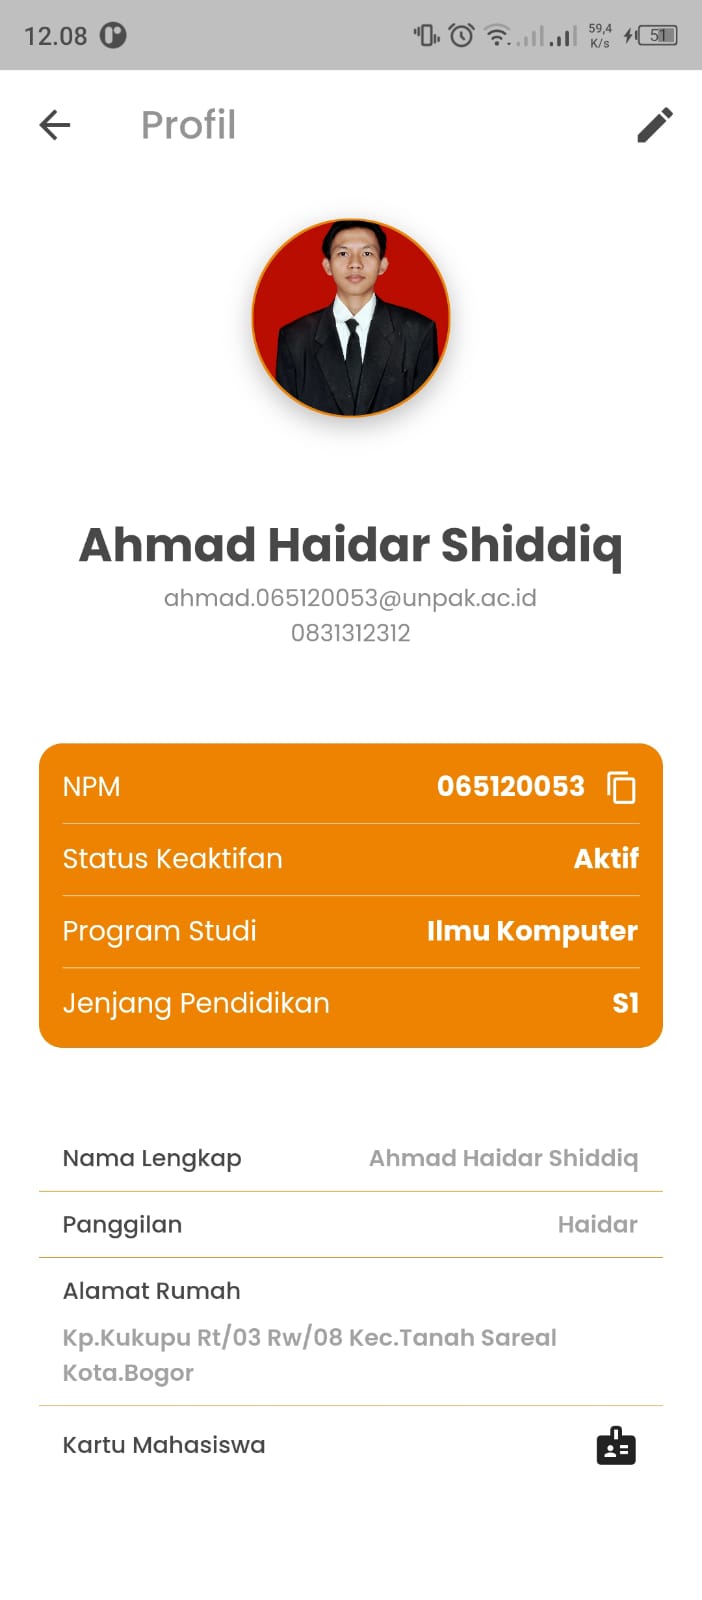 12.08
59,4
K/s
51
Profil
Ahmad Haidar Shiddiq
ahmad.065120053@unpak.ac.id
0831312312
NPM 065120053
Status Keaktifan Aktif
Program Studi Ilmu Komputer
Jenjang Pendidikan S1
Nama Lengkap Ahmad Haidar Shiddiq
Panggilan Haidar
Alamat Rumah
Kp.Kukupu Rt/03 Rw/08 Kec.Tanah Sareal
Kota.Bogor
Kartu Mahasiswa